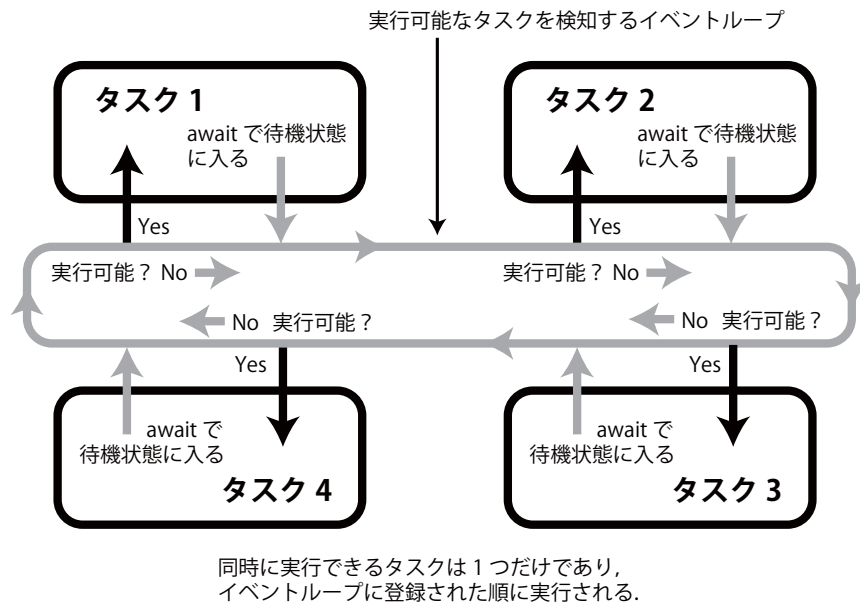 実行可能なタスクを検知するイベントループ
タスク 1
await で待機状態
に入る
Yes
実行可能？ No
タスク 2
await で待機状態
に入る
Yes
実行可能？ No
No 実行可能？
Yes
await で
待機状態に入る
タスク 4
No 実行可能？
Yes
await で
待機状態に入る
タスク 3
同時に実行できるタスクは 1 つだけであり，
イベントループに登録された順に実行される．